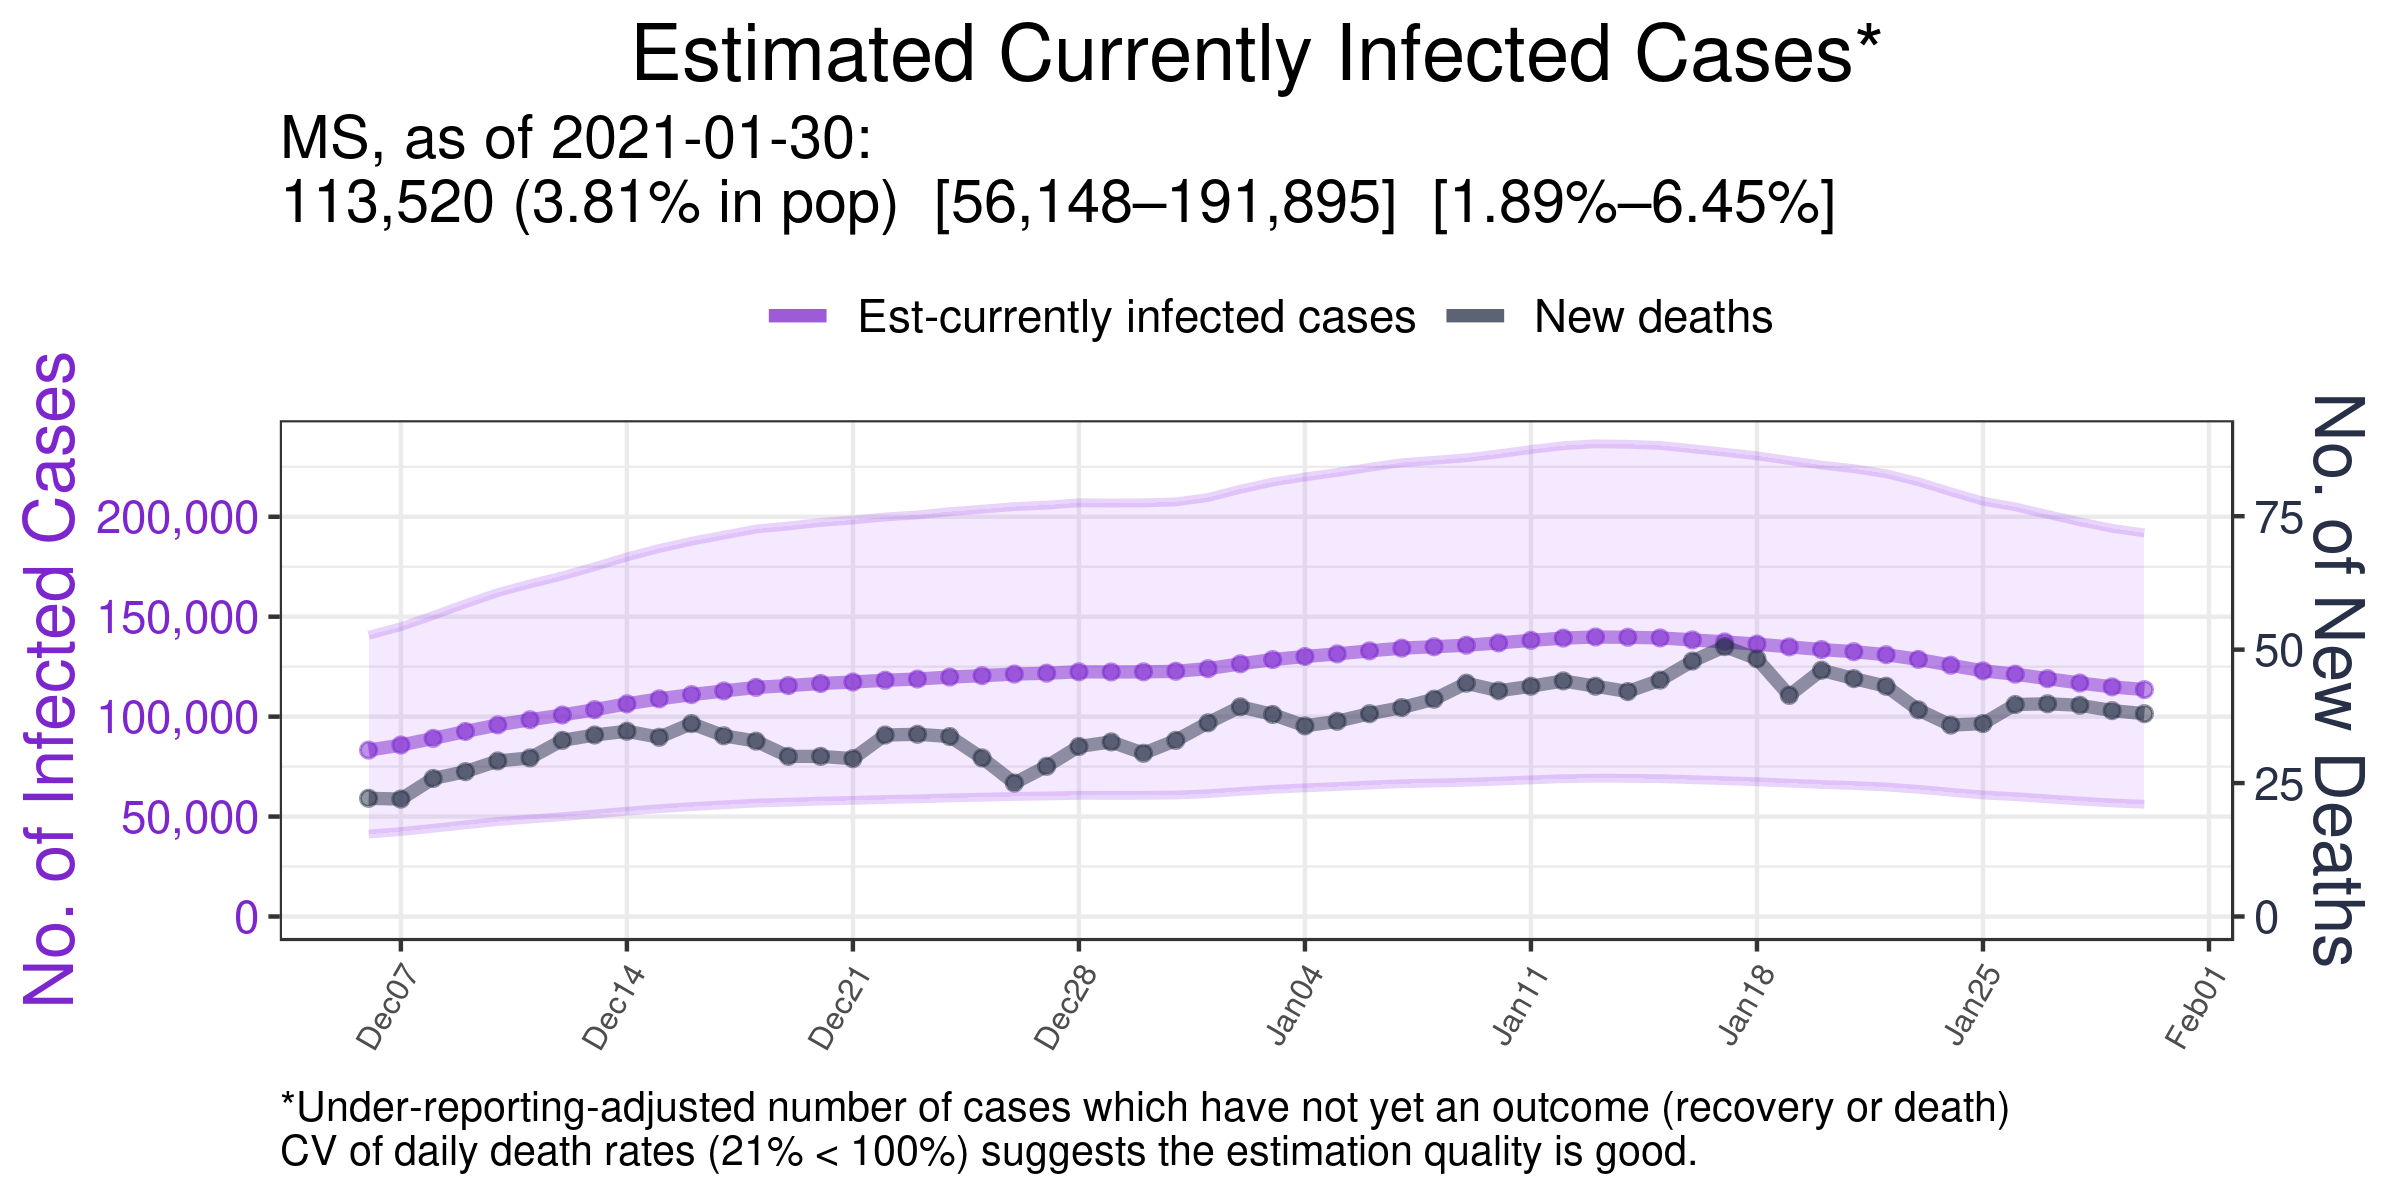 Estimated Currently Infected Cases*
MS, as of 2021-01-30:
113,520 (3.81% in pop)  [56,148–191,895]  [1.89%–6.45%]
Est-currently infected cases
New deaths
No. of Infected Cases
200,000
150,000
100,000
50,000
0
75
50
25
0
No. of New Deaths
Dec07
Dec14
Dec21
Dec28
Jan04
Jan11
Jan18
Jan25
Feb01
*Under-reporting-adjusted number of cases which have not yet an outcome (recovery or death)
CV of daily death rates (21% < 100%) suggests the estimation quality is good.